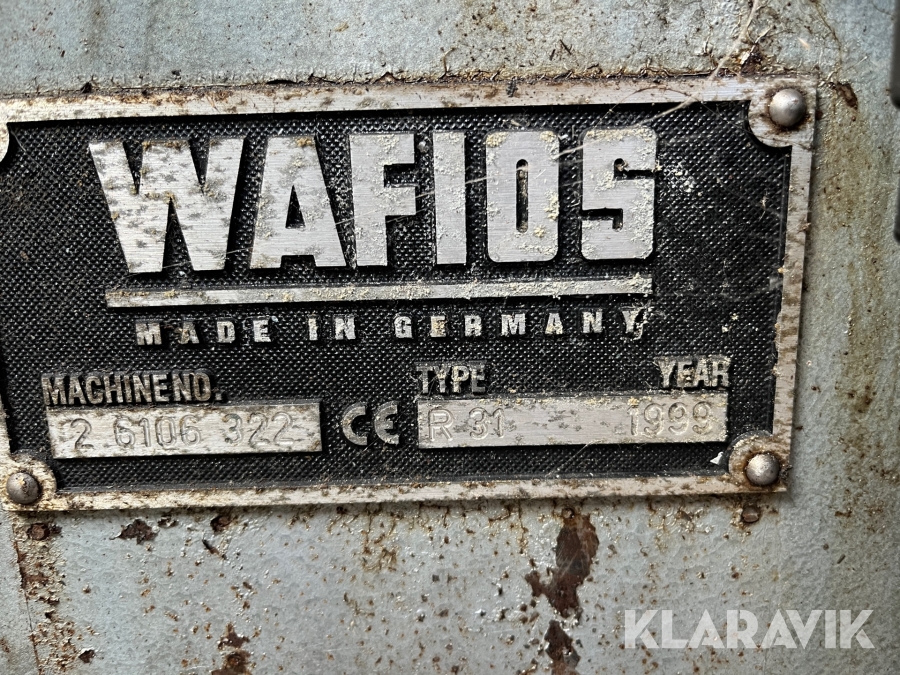 WAFIOS
MADE IN GERMANY
MACHINE NO. TYPE YEAR
2 6106 322 CE R 31 1999
KLARAVIK